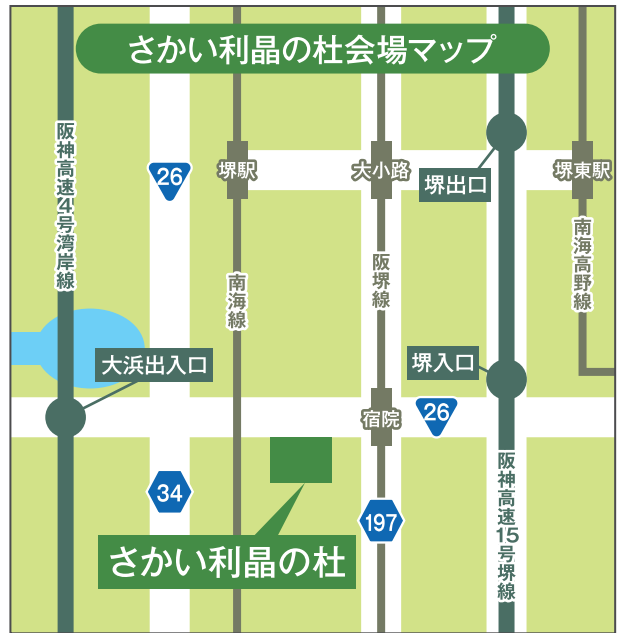 さかい利晶の杜会場マップ
阪神高速4号湾岸線
26
堺駅
大小路
堺出口
堺東駅
南海線
阪堺線
南海高野線
大浜出入口
堺入口
宿院
26
34
197
阪神高速15号堺線
さかい利晶の杜